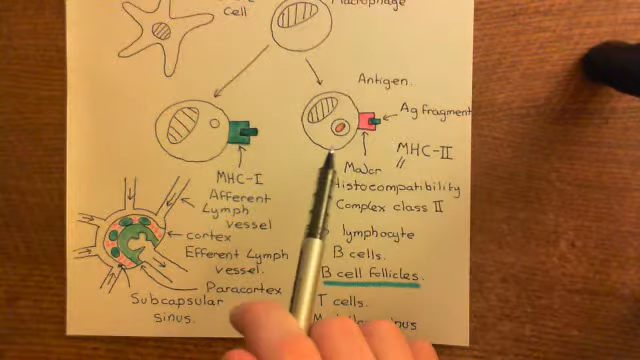 cell
Macrophage
Antigen.
Ag fragment
MHC-II
MHC-I
Major
Histocompatibility
Complex class II
Afferent
Lymph
vessel
cortex
Efferent Lymph
vessel.
Paracortex
Subcapsular
sinus.
lymphocyte
B cells.
B cell follicles.
T cells.
sinus